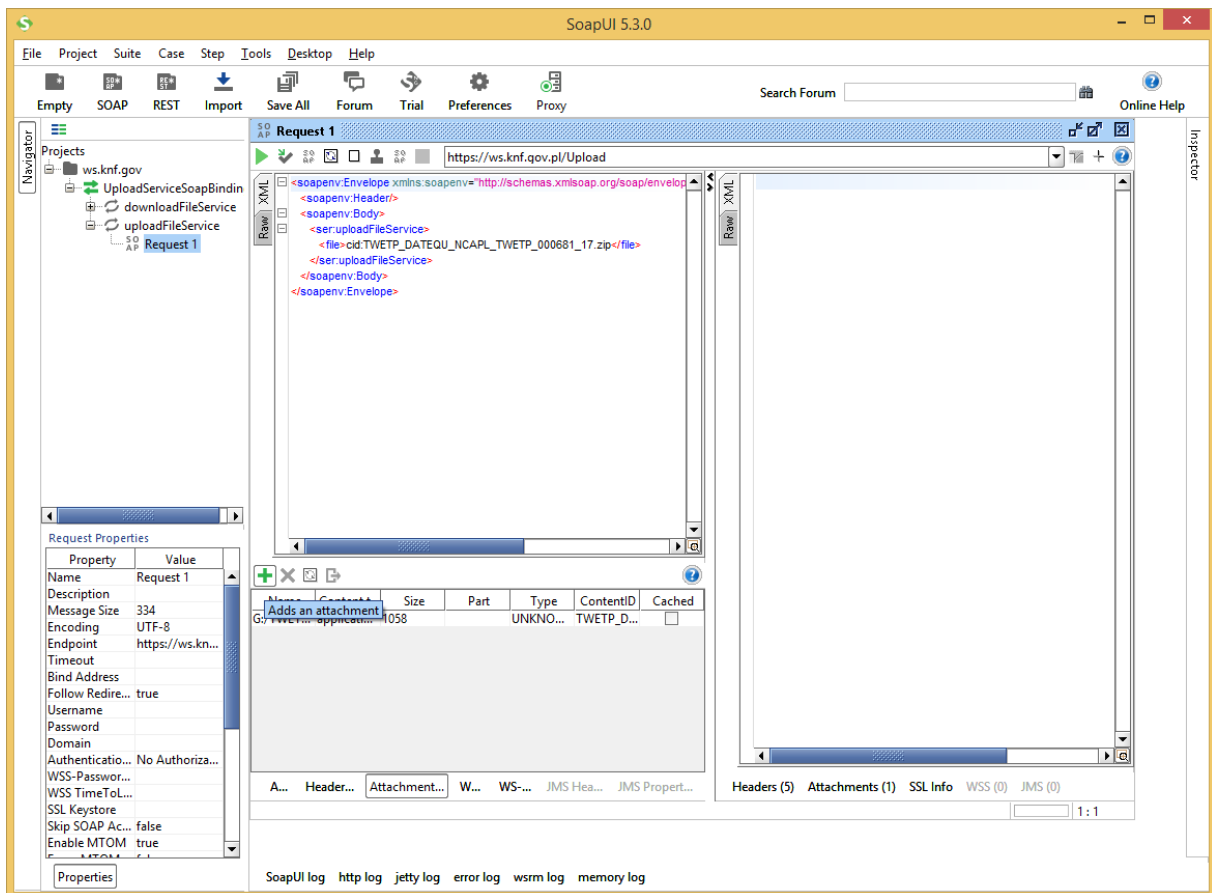 SoapUI 5.3.0
File Project Suite Case Step Tools Desktop Help
Empty SOAP REST Import Save All Forum Trial Preferences Proxy Search Forum Online Help
Navigator
Projects
ws.knf.gov
UploadServiceSoapBindin
downloadFileService
uploadFileService
SOAP Request 1
SOAP Request 1
https://ws.knf.gov.pl/Upload
XML
Raw
<soapenv:Envelope xmlns:soapenv="http://schemas.xmlsoap.org/soap/envelop
<soapenv:Header/>
<soapenv:Body>
<ser:uploadFileService>
<file>cid:TWETP_DATEQU_NCAPL_TWETP_000681_17.zip</file>
</ser:uploadFileService>
</soapenv:Body>
</soapenv:Envelope>
XML
Raw
Inspector
Request Properties
Property Value
Name Request 1
Description
Message Size 334
Encoding UTF-8
Endpoint https://ws.kn...
Timeout
Bind Address
Follow Redire... true
Username
Password
Domain
Authenticatio... No Authoriza...
WSS-Passwor...
WSS TimeToL...
SSL Keystore
Skip SOAP Ac... false
Enable MTOM true
Properties
Size Part Type ContentID Cached
Adds an attachment
1058 UNKNO... TWETP_D...
A... Header... Attachment... W... WS-... JMS Hea... JMS Propert...
Headers (5) Attachments (1) SSL Info WSS (0) JMS (0)
1 : 1
SoapUI log http log jetty log error log wsrm log memory log